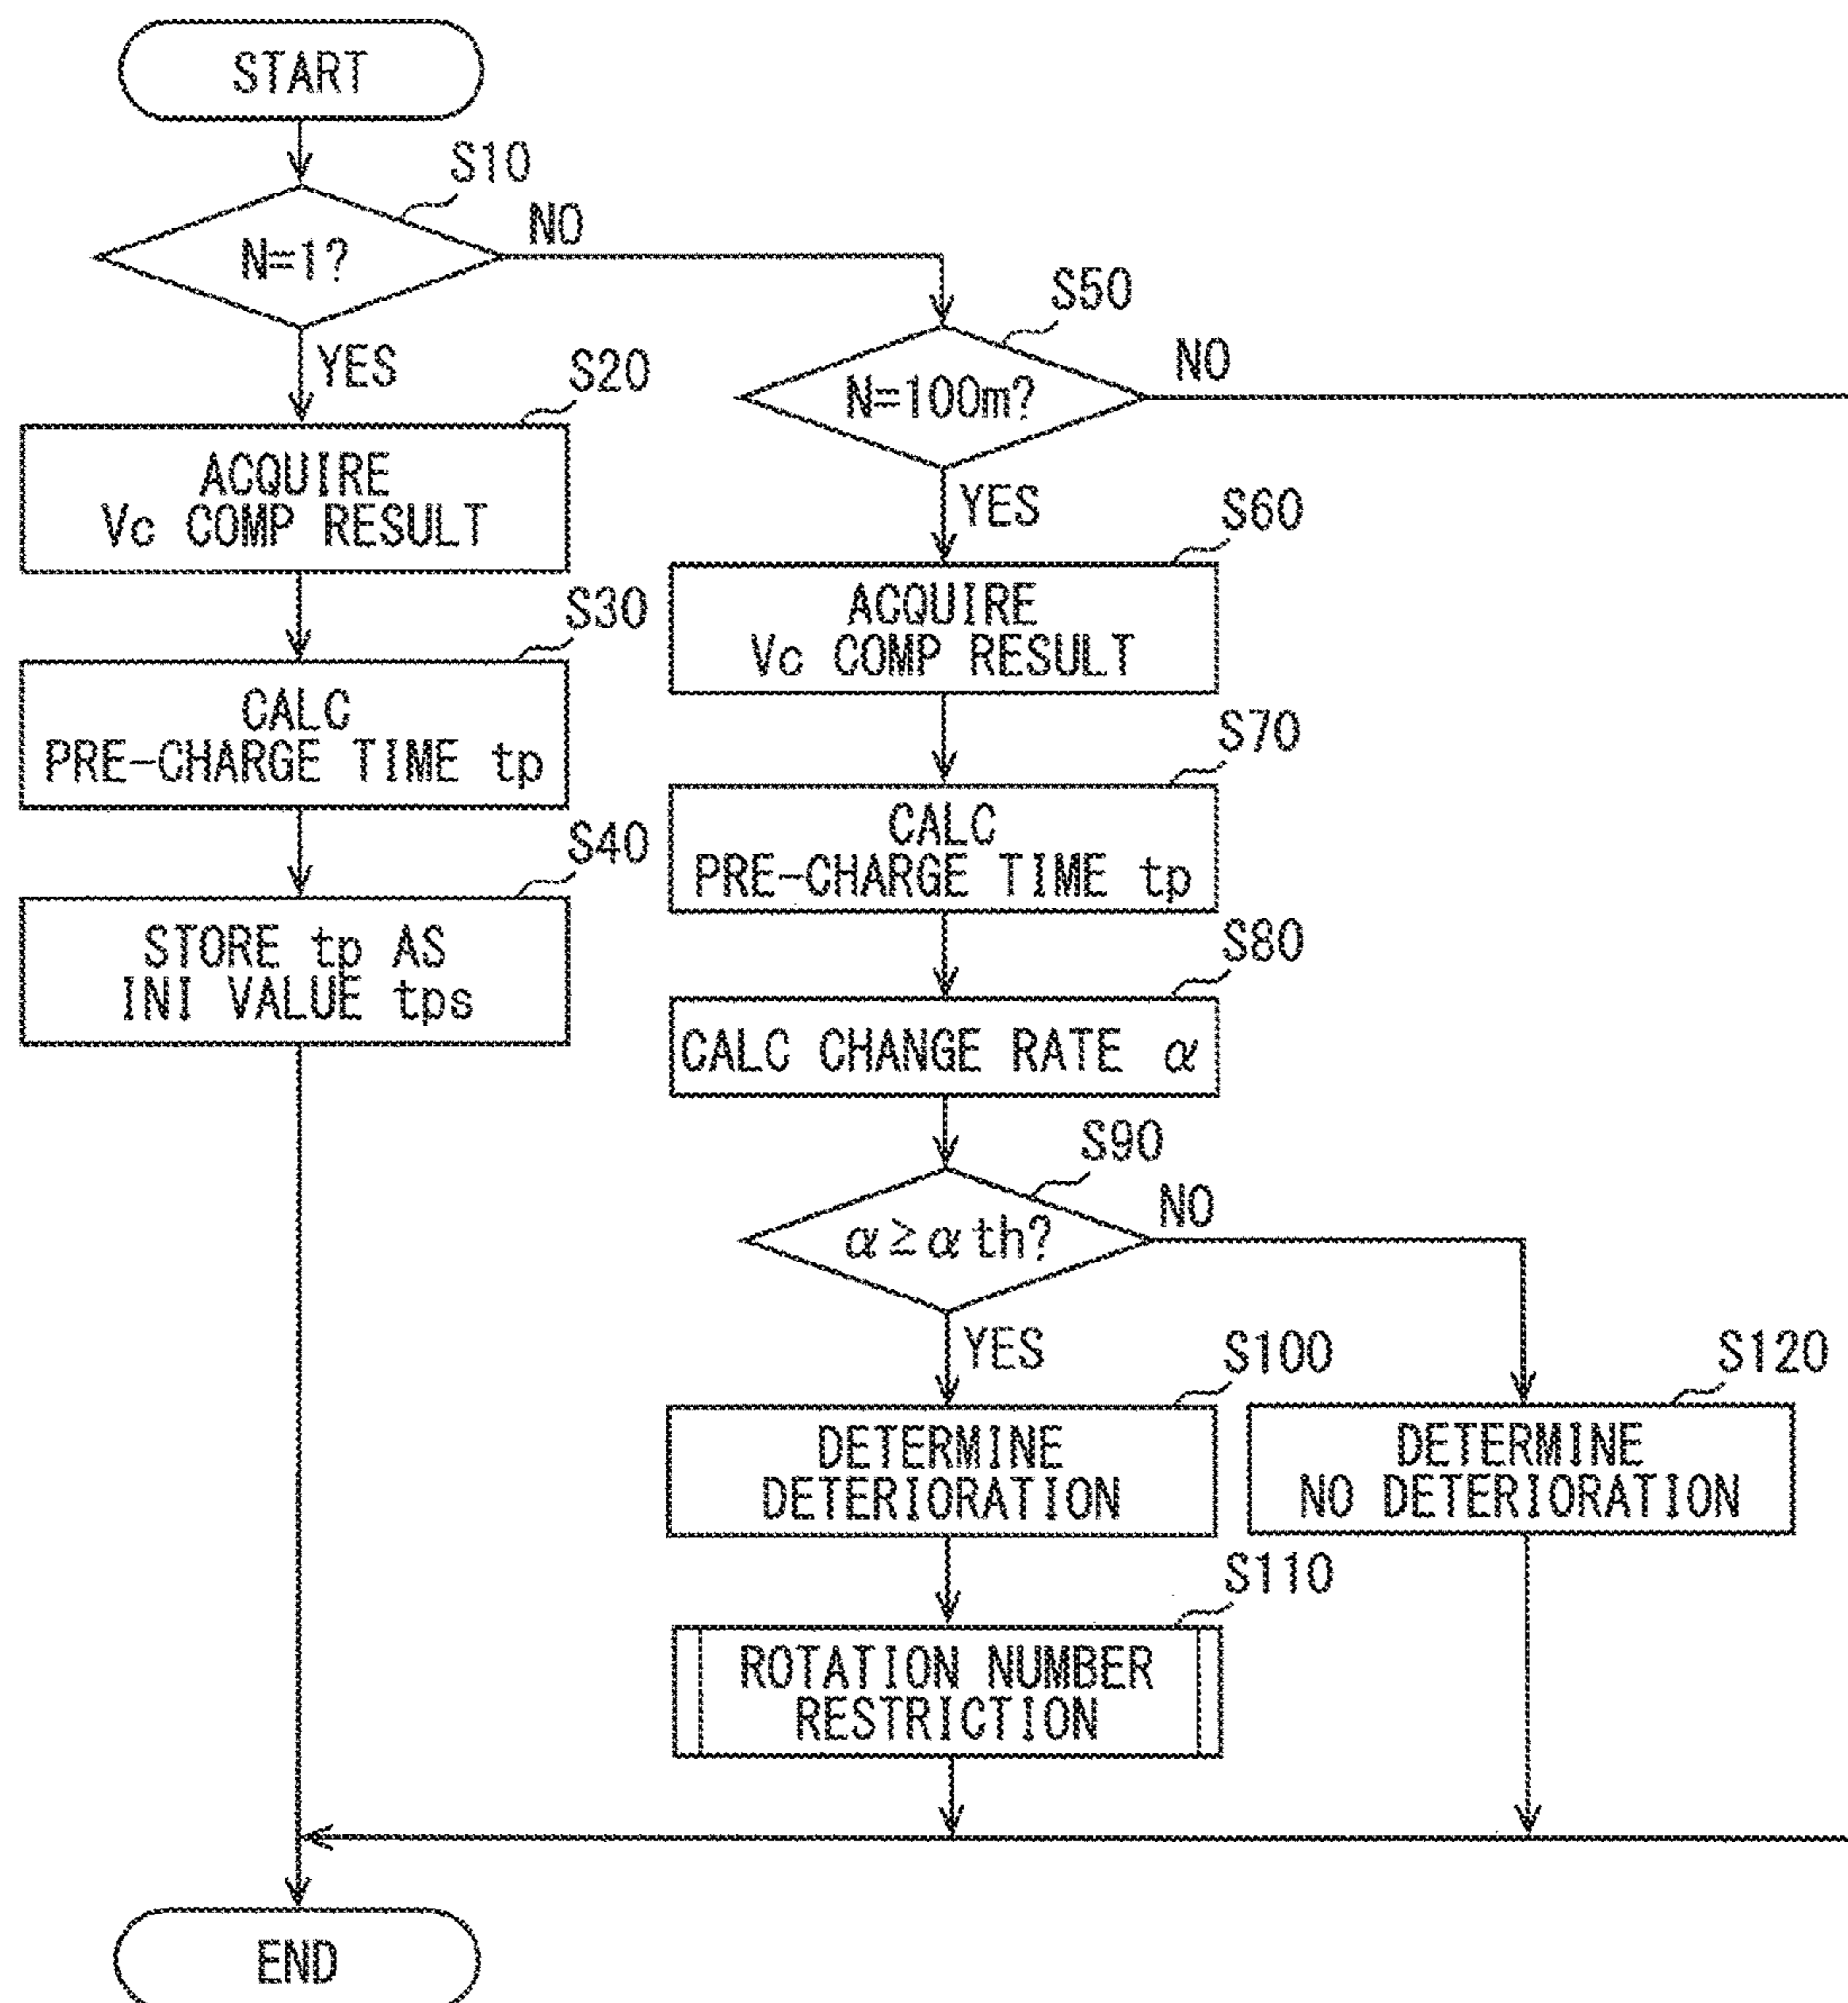 START
S10
N=1?
NO
YES
S20
ACQUIRE
Vc COMP RESULT
S30
CALC
PRE-CHARGE TIME tp
S40
STORE tp AS
INI VALUE tps
S50
N=100m?
NO
YES
S60
ACQUIRE
Vc COMP RESULT
S70
CALC
PRE-CHARGE TIME tp
S80
CALC CHANGE RATE α
S90
α≥αth?
NO
YES
S100
DETERMINE
DETERIORATION
S120
DETERMINE
NO DETERIORATION
S110
ROTATION NUMBER
RESTRICTION
END